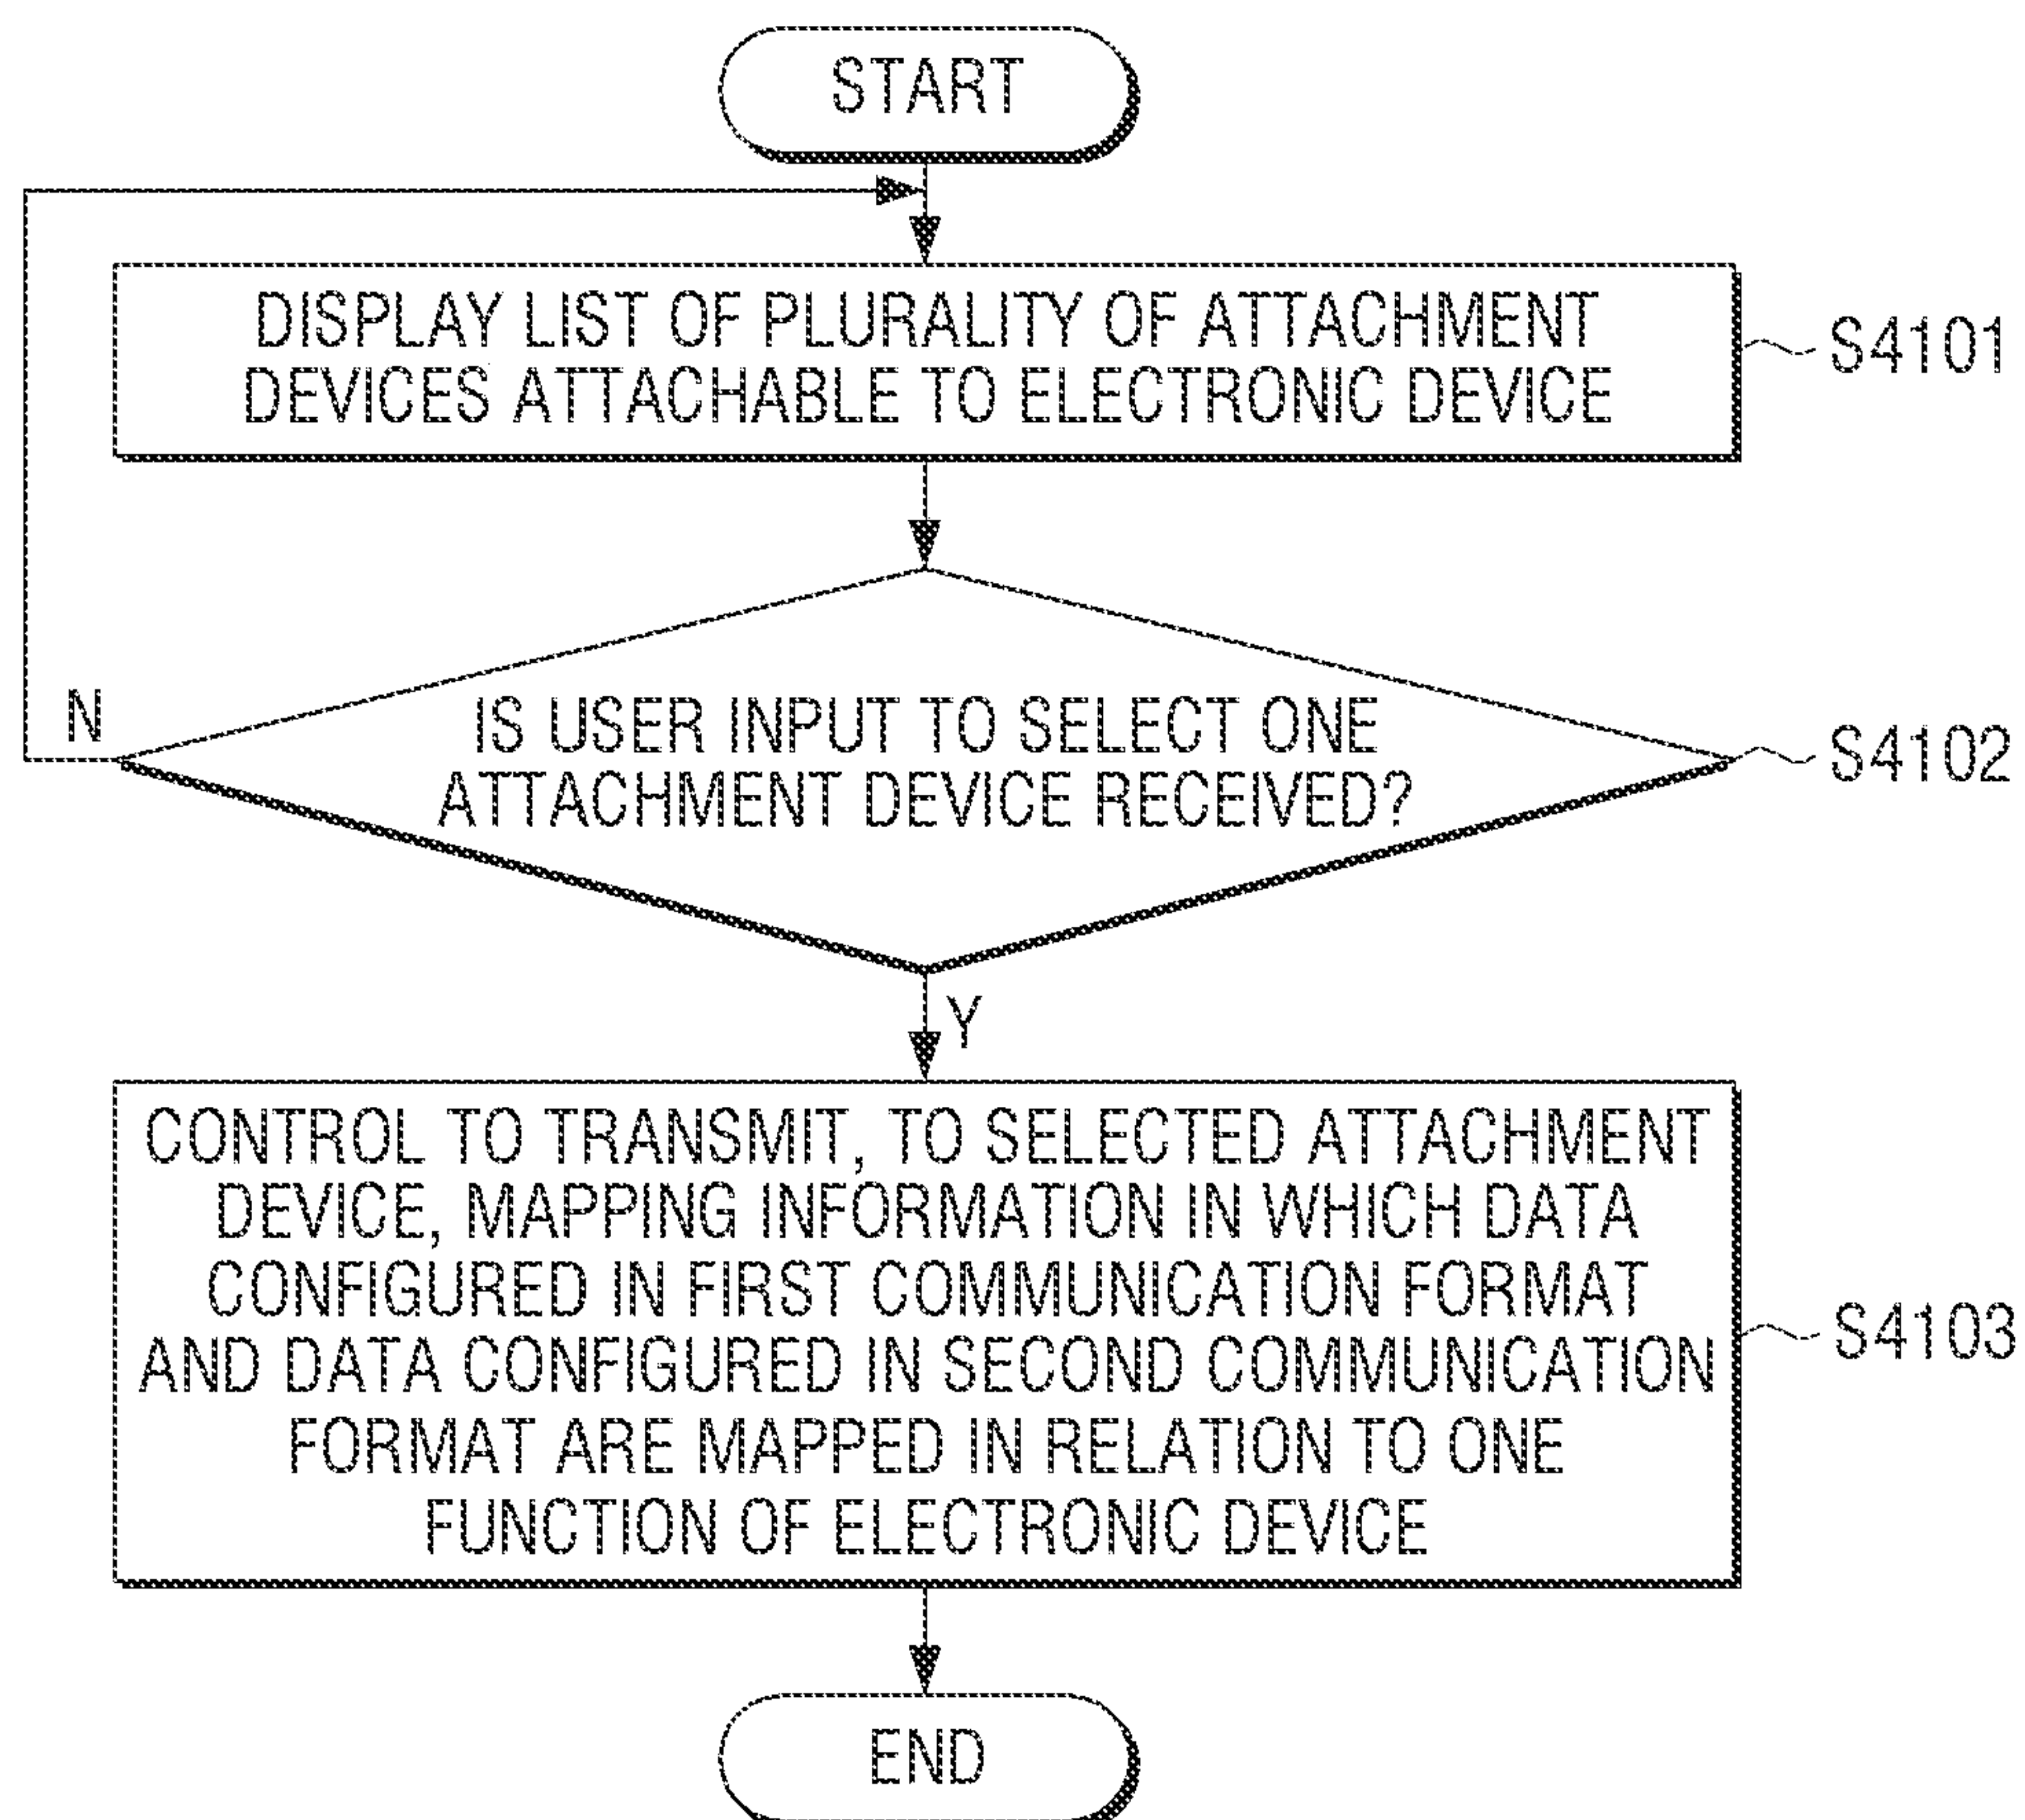 START
DISPLAY LIST OF PLURALITY OF ATTACHMENT
DEVICES ATTACHABLE TO ELECTRONIC DEVICE
S4101
N
IS USER INPUT TO SELECT ONE
ATTACHMENT DEVICE RECEIVED?
S4102
Y
CONTROL TO TRANSMIT, TO SELECTED ATTACHMENT
DEVICE, MAPPING INFORMATION IN WHICH DATA
CONFIGURED IN FIRST COMMUNICATION FORMAT
AND DATA CONFIGURED IN SECOND COMMUNICATION
FORMAT ARE MAPPED IN RELATION TO ONE
FUNCTION OF ELECTRONIC DEVICE
S4103
END